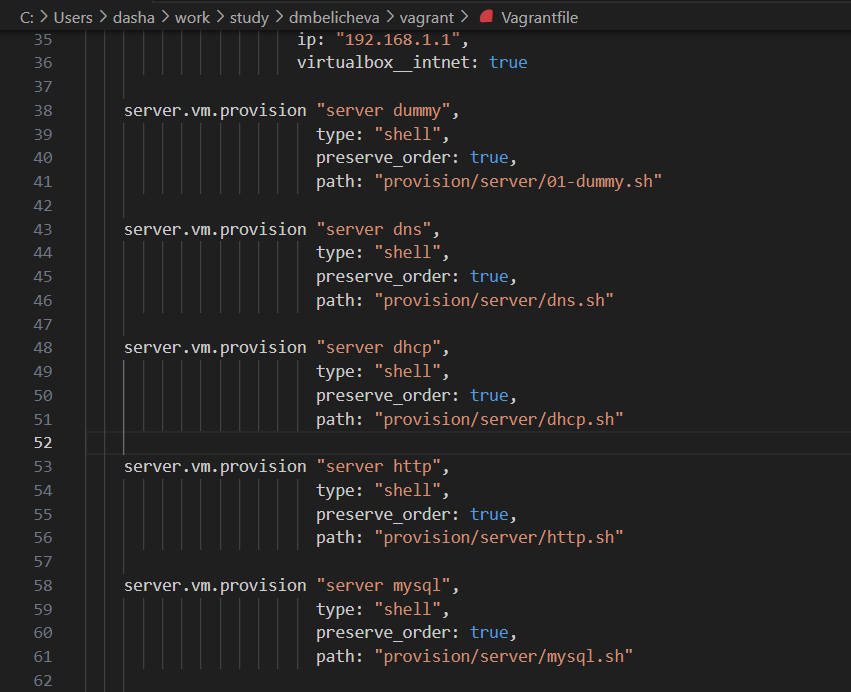 C: > Users > dasha > work > study > dmbelicheva > vagrant > Vagrantfile
35 ip: "192.168.1.1",
36 virtualbox__intnet: true
37
38 server.vm.provision "server dummy",
39 type: "shell",
40 preserve_order: true,
41 path: "provision/server/01-dummy.sh"
42
43 server.vm.provision "server dns",
44 type: "shell",
45 preserve_order: true,
46 path: "provision/server/dns.sh"
47
48 server.vm.provision "server dhcp",
49 type: "shell",
50 preserve_order: true,
51 path: "provision/server/dhcp.sh"
52
53 server.vm.provision "server http",
54 type: "shell",
55 preserve_order: true,
56 path: "provision/server/http.sh"
57
58 server.vm.provision "server mysql",
59 type: "shell",
60 preserve_order: true,
61 path: "provision/server/mysql.sh"
62